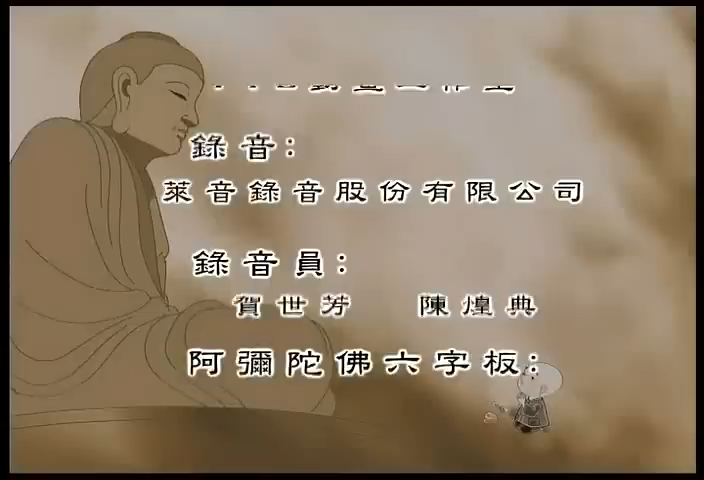 錄音:
萊音錄音股份有限公司
錄音員:
賀世芳 陳煌典
阿彌陀佛六字板: